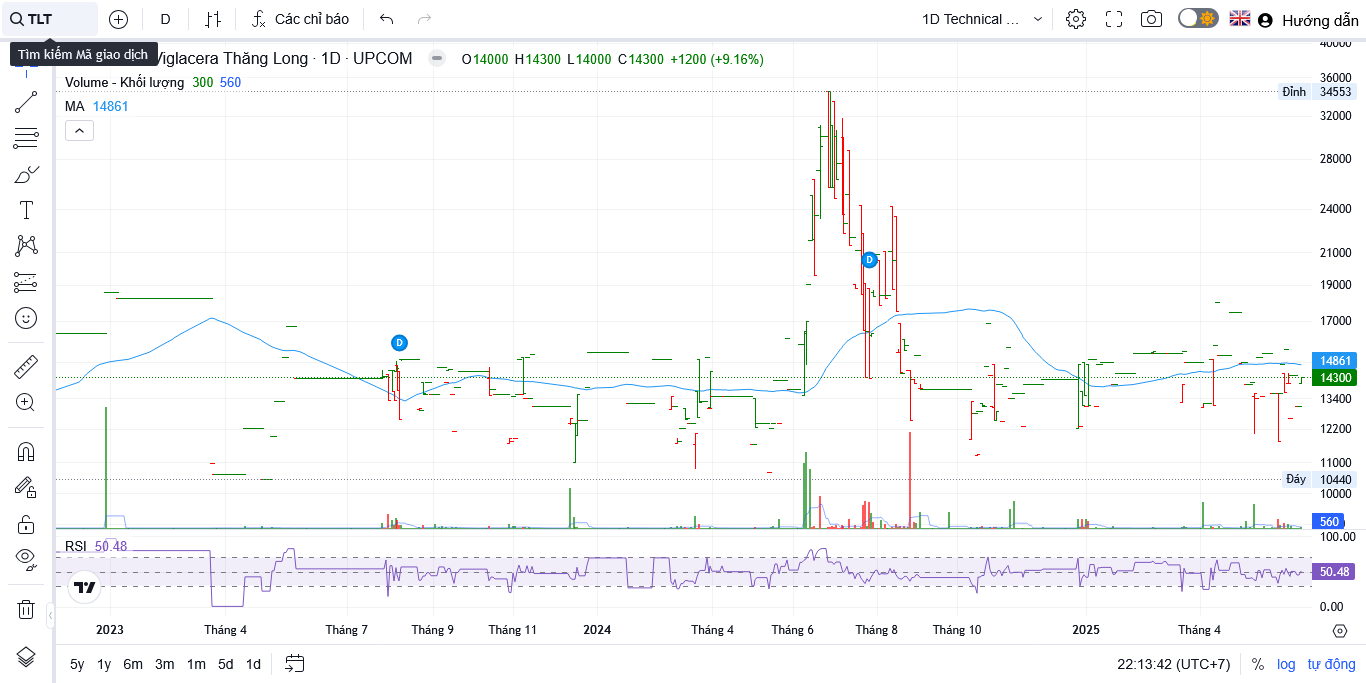 TLT
D
Các chỉ báo
1D Technical ...
Hướng dẫn
Tìm kiếm Mã giao dịch
Viglacera Thăng Long · 1D · UPCOM
O14000 H14300 L14000 C14300 +1200 (+9.16%)
Volume - Khối lượng 300 560
MA 14861
40000
36000
Đỉnh 34553
32000
28000
24000
21000
19000
17000
14861
14300
13400
12200
11000
Đáy 10440
10000
560
D
D
RSI 50.48
100.00
50.48
0.00
2023 Tháng 4 Tháng 7 Tháng 9 Tháng 11 2024 Tháng 4 Tháng 6 Tháng 8 Tháng 10 2025 Tháng 4
5y 1y 6m 3m 1m 5d 1d
22:13:42 (UTC+7) % log tự động